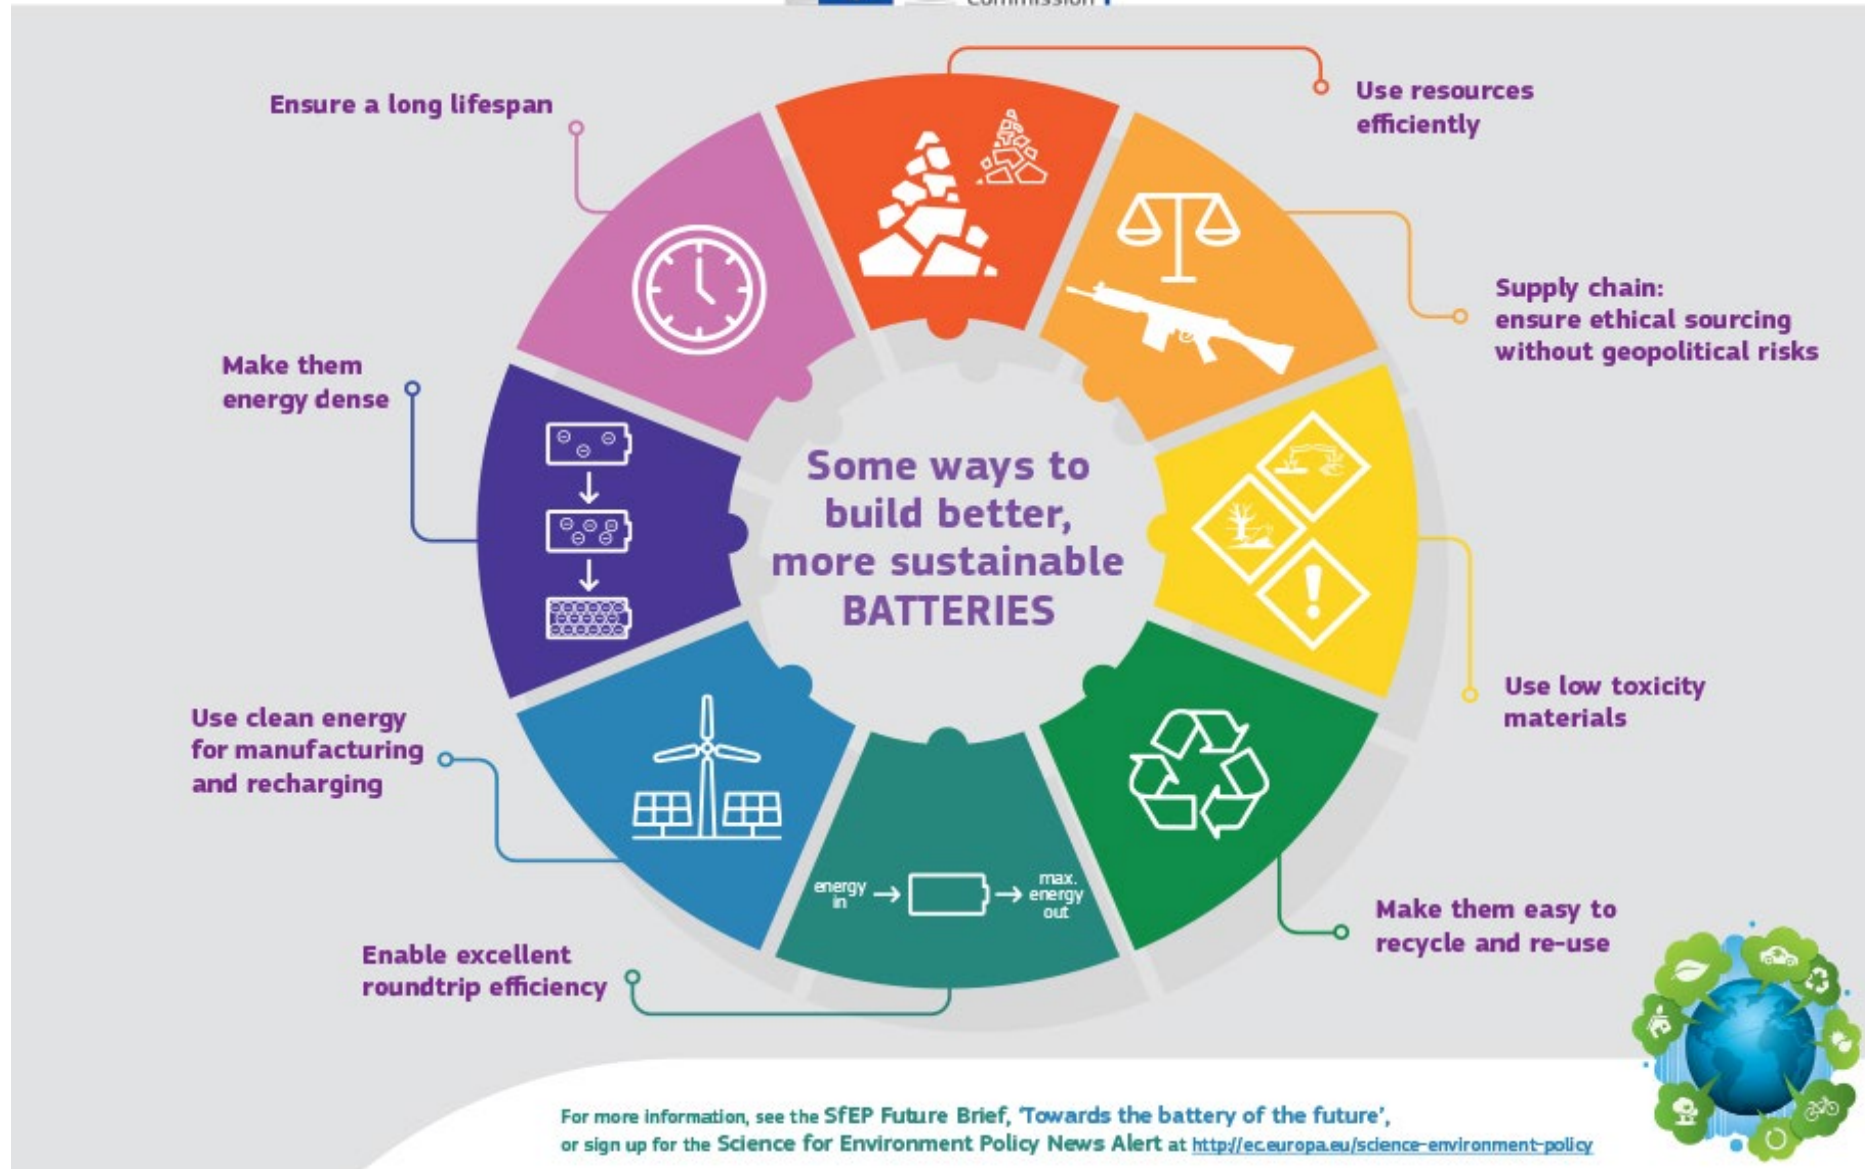 Commission
Use resources
efficiently
Supply chain:
ensure ethical sourcing
without geopolitical risks
Use low toxicity
materials
Make them easy to
recycle and re-use
Enable excellent
roundtrip efficiency
Use clean energy
for manufacturing
and recharging
Make them
energy dense
Ensure a long lifespan
Some ways to
build better,
more sustainable
BATTERIES
energy
in
max.
energy
out
For more information, see the SfEP Future Brief, 'Towards the battery of the future',
or sign up for the Science for Environment Policy News Alert at http://ec.europa.eu/science-environment-policy